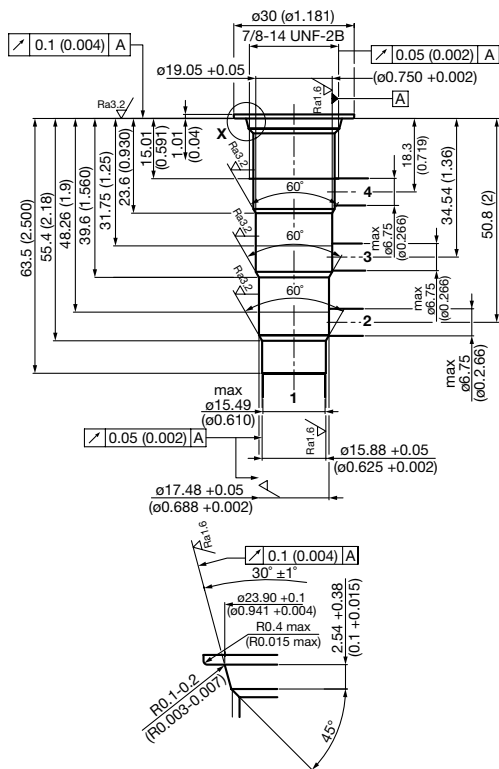 ø30 (ø1.181)
7/8-14 UNF-2B
0.1 (0.004) A
0.05 (0.002) A
ø19.05 +0.05
(ø0.750 +0.002)
Ra3.2
Ra1.6
A
X
63.5 (2.500)
55.4 (2.18)
48.26 (1.9)
39.6 (1.560)
31.75 (1.25)
23.6 (0.930)
15.01
(0.591)
1.01
(0.04)
Ra3.2
60°
4
18.3
(0.719)
34.54 (1.36)
50.8 (2)
max
ø6.75
(ø0.266)
Ra3.2
60°
3
max
ø6.75
(ø0.266)
Ra3.2
60°
2
max
ø6.75
(ø0.2.66)
1
max
ø15.49
(ø0.610)
0.05 (0.002) A
Ra1.6
ø15.88 +0.05
(ø0.625 +0.002)
ø17.48 +0.05
(ø0.688 +0.002)
Ra1.6
0.1 (0.004) A
30° ±1°
ø23.90 +0.1
(ø0.941 +0.004)
R0.4 max
(R0.015 max)
2.54 +0.38
(0.1 +0.015)
R0.1-0.2
(R0.003-0.007)
45°